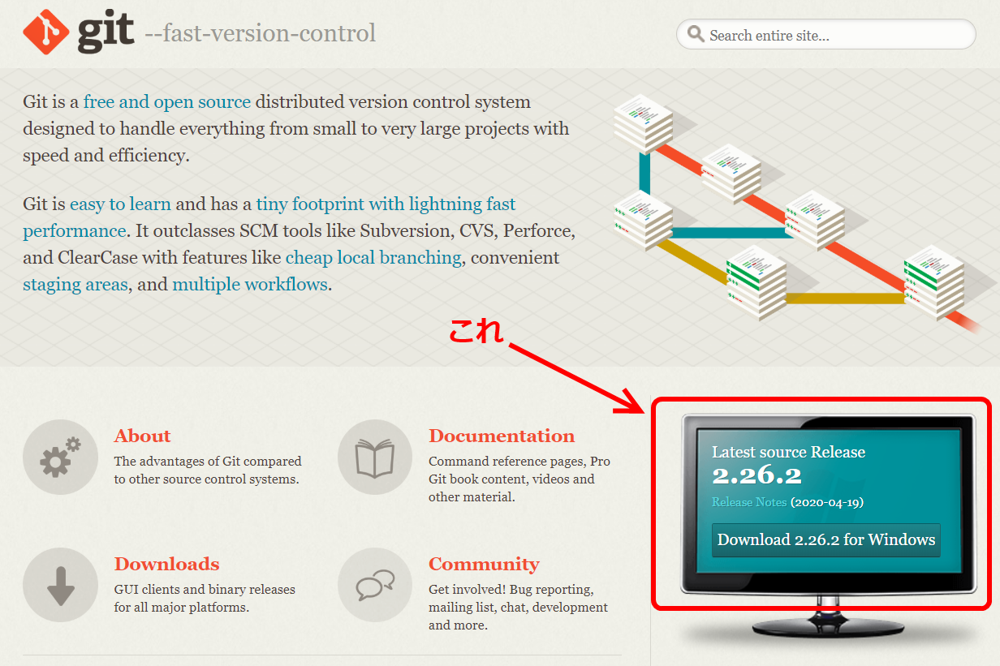 git --fast-version-control
Search entire site...
Git is a free and open source distributed version control system
designed to handle everything from small to very large projects with
speed and efficiency.
Git is easy to learn and has a tiny footprint with lightning fast
performance. It outclasses SCM tools like Subversion, CVS, Perforce,
and ClearCase with features like cheap local branching, convenient
staging areas, and multiple workflows.
これ
About
The advantages of Git compared
to other source control systems.
Documentation
Command reference pages, Pro
Git book content, videos and
other material.
Downloads
GUI clients and binary releases
for all major platforms.
Community
Get involved! Bug reporting,
mailing list, chat, development
and more.
Latest source Release
2.26.2
Release Notes (2020-04-19)
Download 2.26.2 for Windows